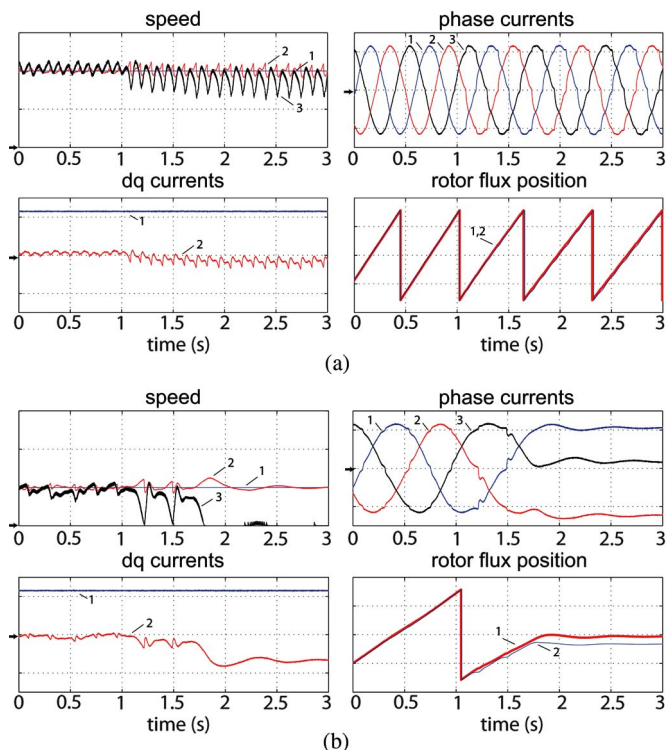 (a)
speed
2
1
3
0 0.5 1 1.5 2 2.5 3
phase currents
1 2 3
0 0.5 1 1.5 2 2.5 3
dq currents
1
2
0 0.5 1 1.5 2 2.5 3
time (s)
rotor flux position
1,2
0 0.5 1 1.5 2 2.5 3
time (s)
(a)
(b)
speed
2
1
3
0 0.5 1 1.5 2 2.5 3
phase currents
1 2 3
0 0.5 1 1.5 2 2.5 3
dq currents
1
2
0 0.5 1 1.5 2 2.5 3
time (s)
rotor flux position
1
2
0 0.5 1 1.5 2 2.5 3
time (s)
(b)